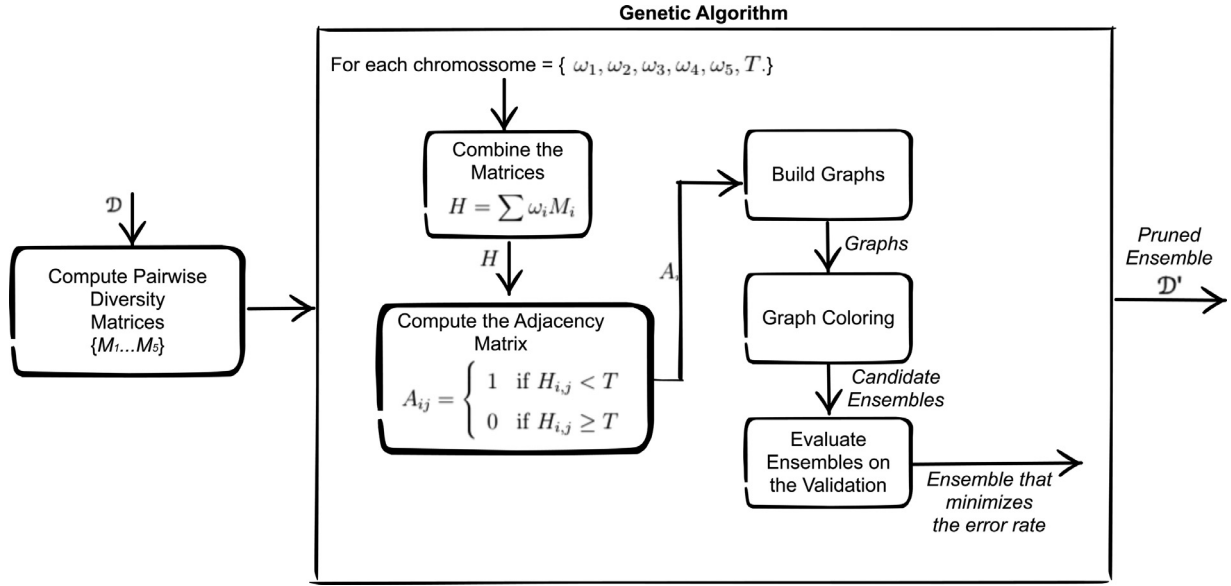 Genetic Algorithm
For each chromossome = { ω₁, ω₂, ω₃, ω₄, ω₅, T.}
Combine the
Matrices
H = ∑ ωᵢMᵢ
𝒟
Compute Pairwise
Diversity
Matrices
{M₁...M₅}
H
Compute the Adjacency
Matrix
Aᵢⱼ = { 1 if Hᵢ,ⱼ < T
0 if Hᵢ,ⱼ ≥ T
A
Build Graphs
Graphs
Graph Coloring
Candidate
Ensembles
Evaluate
Ensembles on
the Validation
Ensemble that
minimizes
the error rate
Pruned
Ensemble
𝒟'